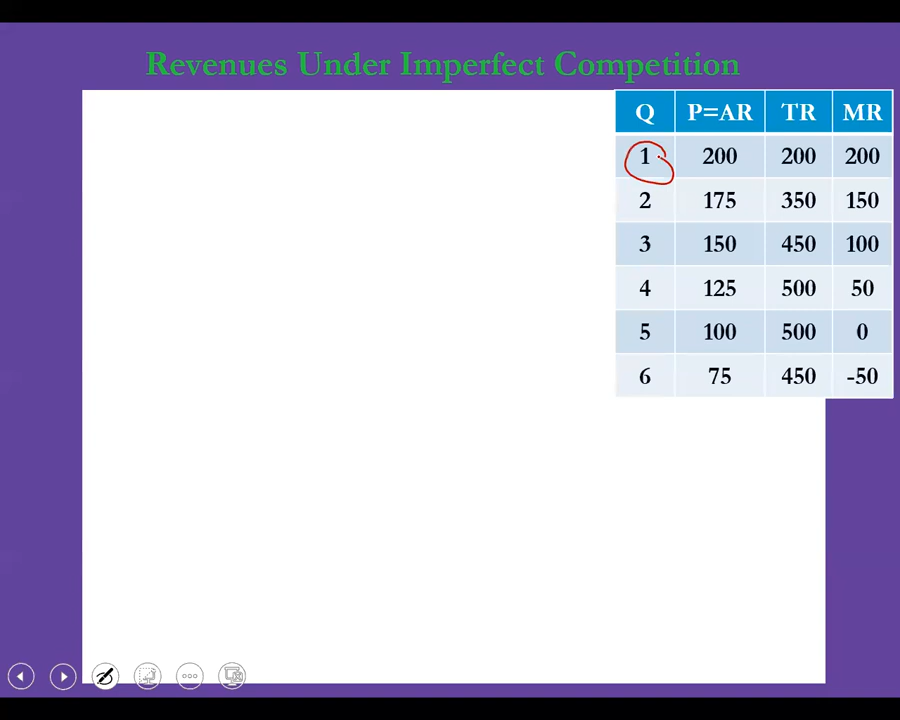 Revenues Under Imperfect Competition
Q P=AR TR MR
1 200 200 200
2 175 350 150
3 150 450 100
4 125 500 50
5 100 500 0
6 75 450 -50